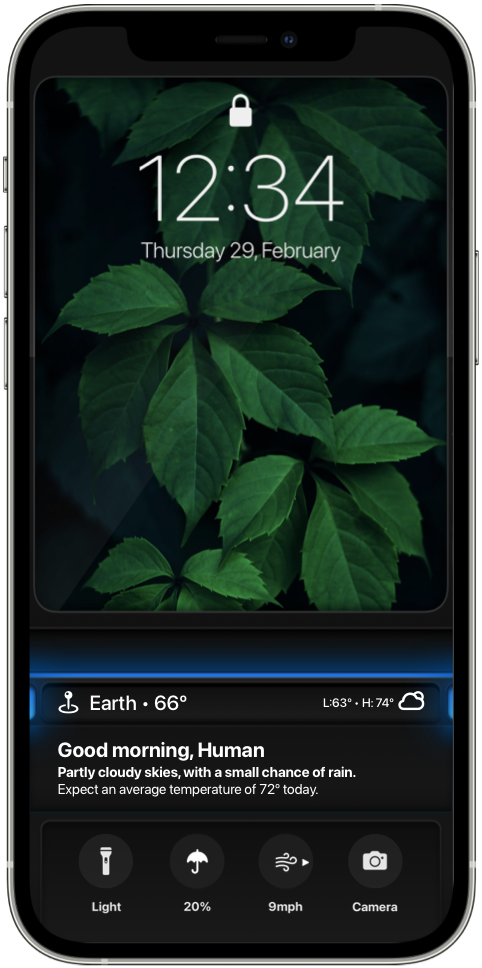 12:34
Thursday 29, February
Earth • 66°
L:63° • H: 74°
Good morning, Human
Partly cloudy skies, with a small chance of rain.
Expect an average temperature of 72° today.
Light
20%
9mph
Camera